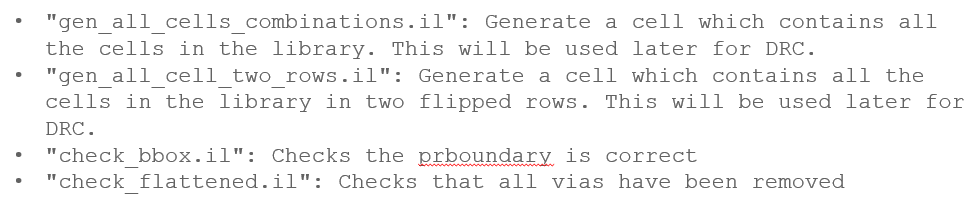 • "gen_all_cells_combinations.il": Generate a cell which contains all
the cells in the library. This will be used later for DRC.
• "gen_all_cell_two_rows.il": Generate a cell which contains all the
cells in the library in two flipped rows. This will be used later for
DRC.
• "check_bbox.il": Checks the prboundary is correct
• "check_flattened.il": Checks that all vias have been removed